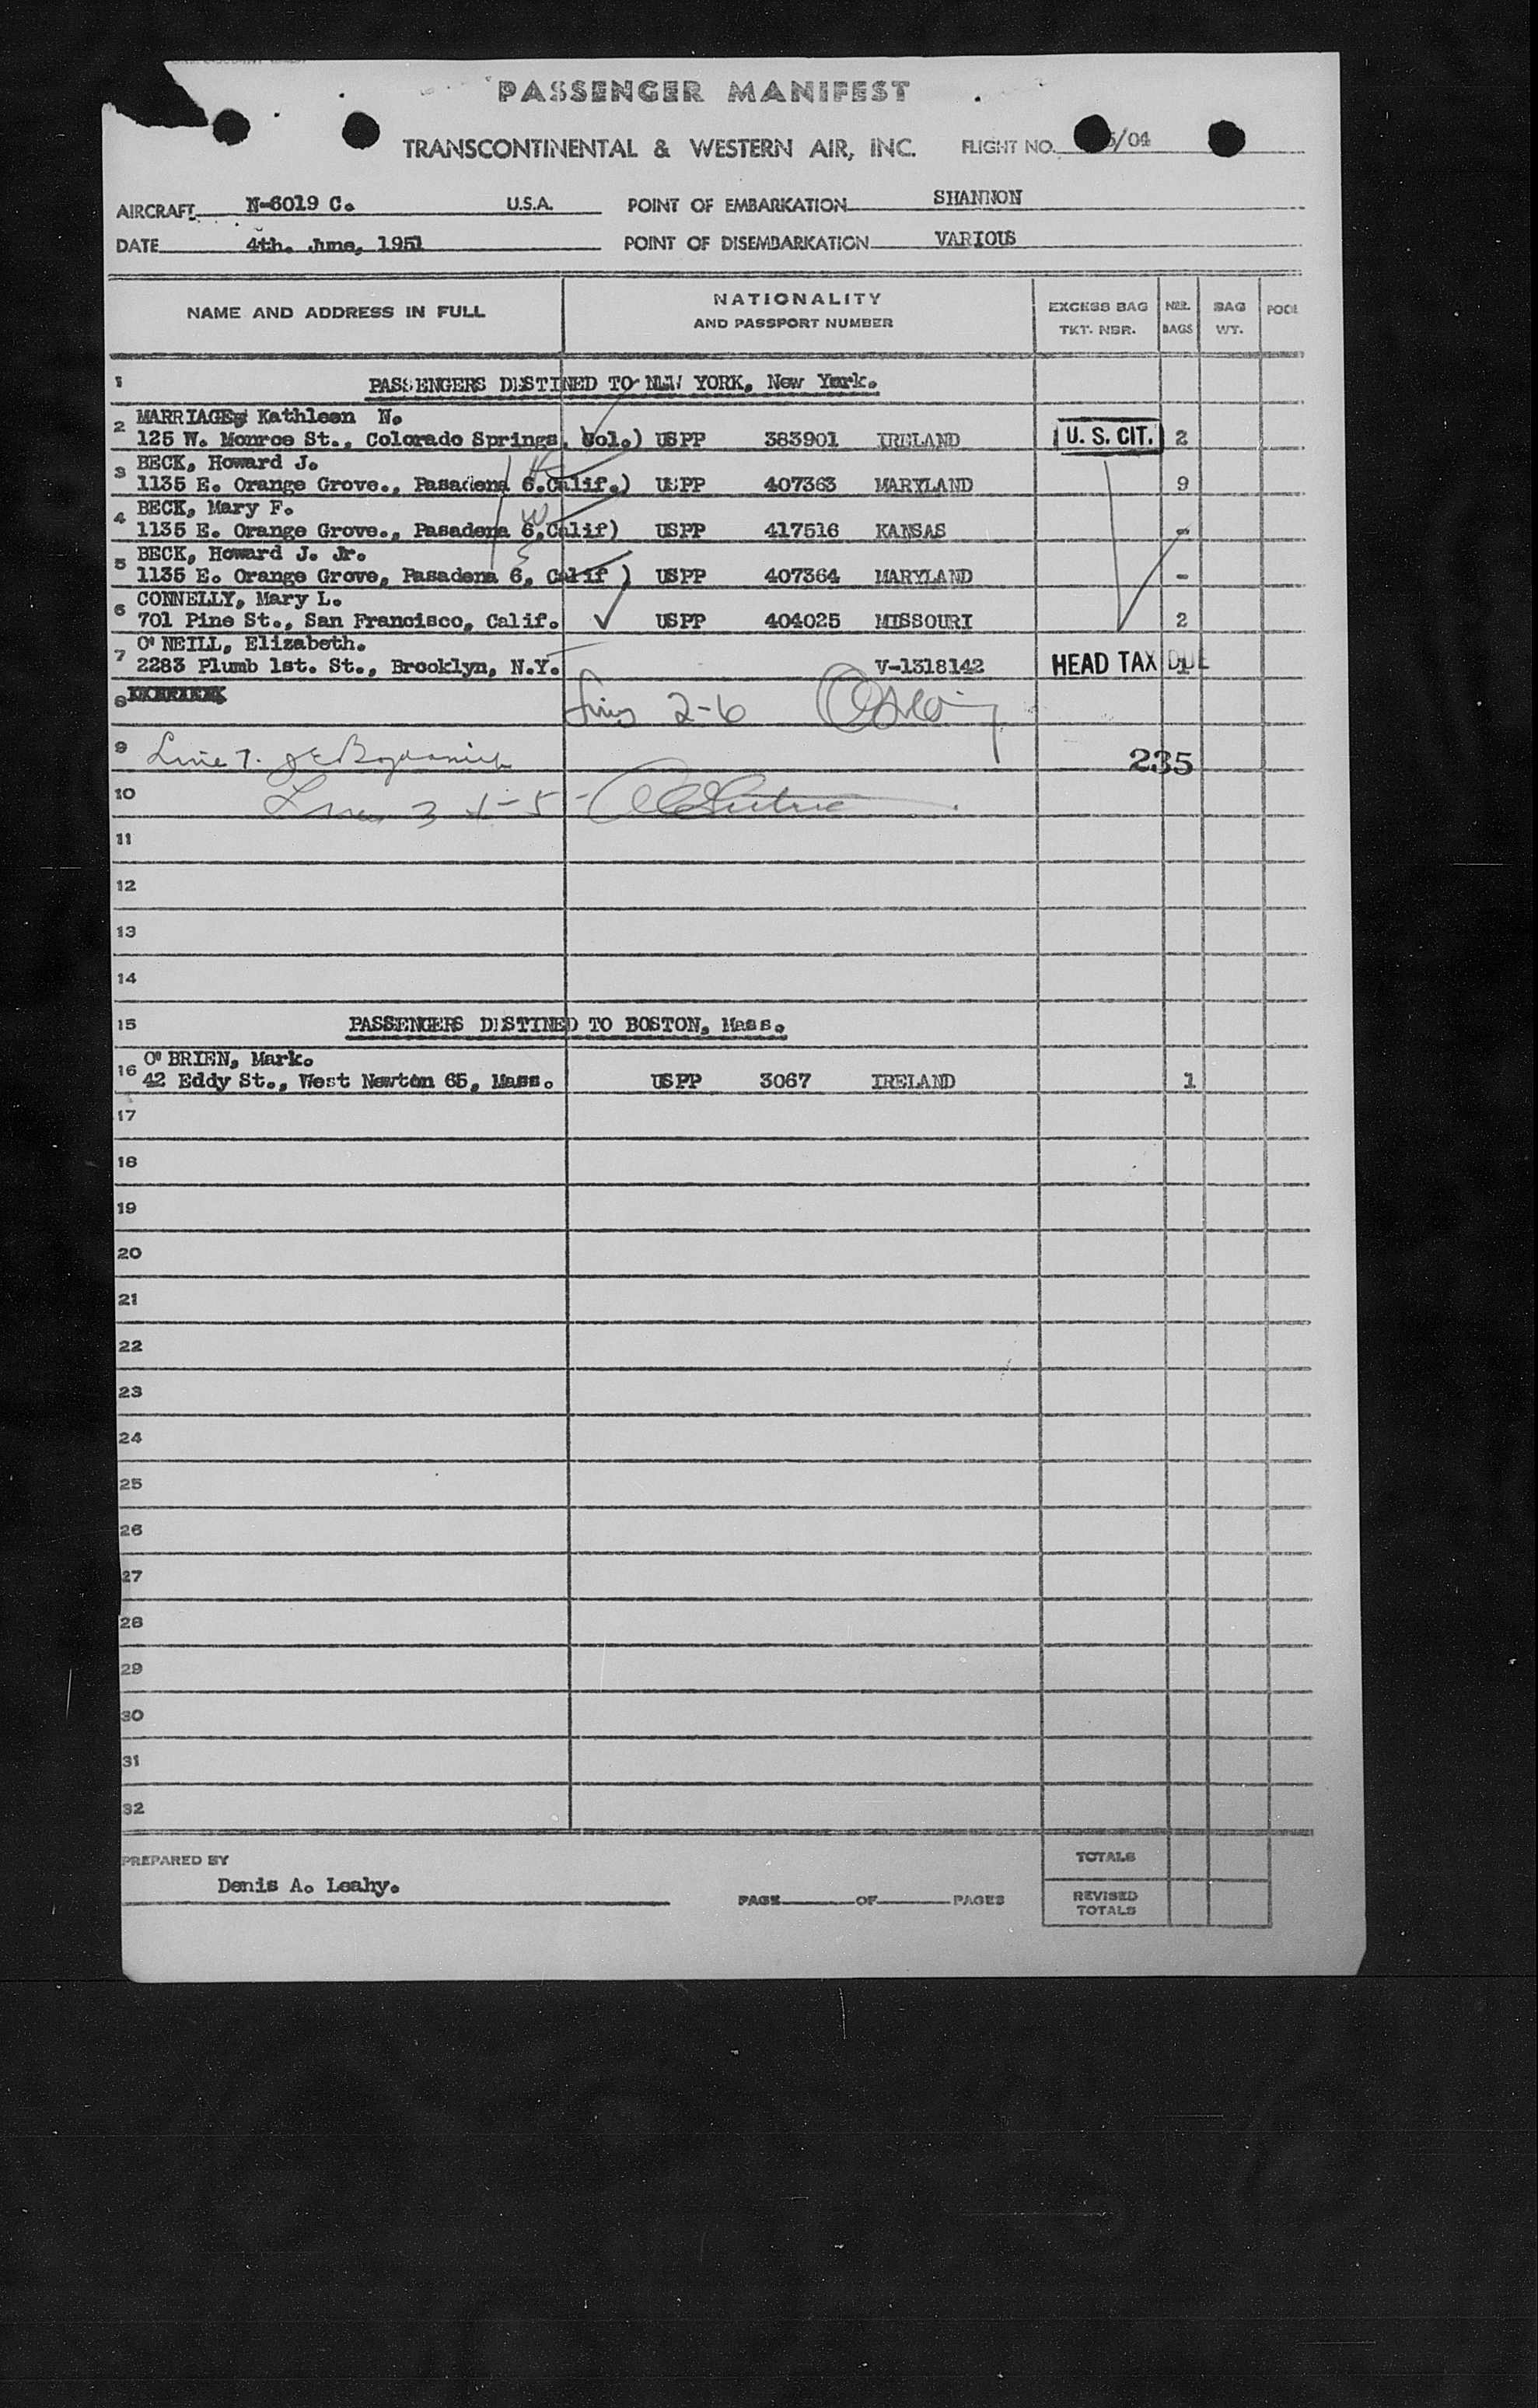 PASSENGER MANIFEST
TRANSCONTINENTAL & WESTERN AIR, INC. FLIGHT NO. 5/04
AIRCRAFT N-6019 C. U.S.A. POINT OF EMBARKATION SHANNON
DATE 4th. June, 1951 POINT OF DISEMBARKATION VARIOUS
NAME AND ADDRESS IN FULL NATIONALITY AND PASSPORT NUMBER EXCESS BAG TKT. NBR. NBR. BAGS BAG WT. POOL
1 PASSENGERS DESTINED TO NEW YORK, New York.
2 MARRIAGE, Kathleen N.
125 W. Monroe St., Colorado Springs, Col.) USPP 383901 IRELAND U. S. CIT. 2
3 BECK, Howard J.
1135 E. Orange Grove., Pasadena 6.Calif.) USPP 407363 MARYLAND 9
4 BECK, Mary F.
1135 E. Orange Grove., Pasadena 6,Calif) USPP 417516 KANSAS -
5 BECK, Howard J. Jr.
1135 E. Orange Grove, Pasadena 6, Calif ) USPP 407364 MARYLAND -
6 CONNELLY, Mary L.
701 Pine St., San Francisco, Calif. USPP 404025 MISSOURI 2
7 O'NEILL, Elizabeth.
2283 Plumb 1st. St., Brooklyn, N.Y. V-1318142 HEAD TAX DUE 1
8 Lines 2-6
9 Line 7. 235
10 Lines 3 4-5-
11
12
13
14
15 PASSENGERS DESTINED TO BOSTON, Mass.
16 O'BRIEN, Mark.
42 Eddy St., West Newton 65, Mass. USPP 3067 IRELAND 1
17
18
19
20
21
22
23
24
25
26
27
28
29
30
31
32
PREPARED BY TOTALS
Denis A. Leahy. PAGE OF PAGES REVISED TOTALS